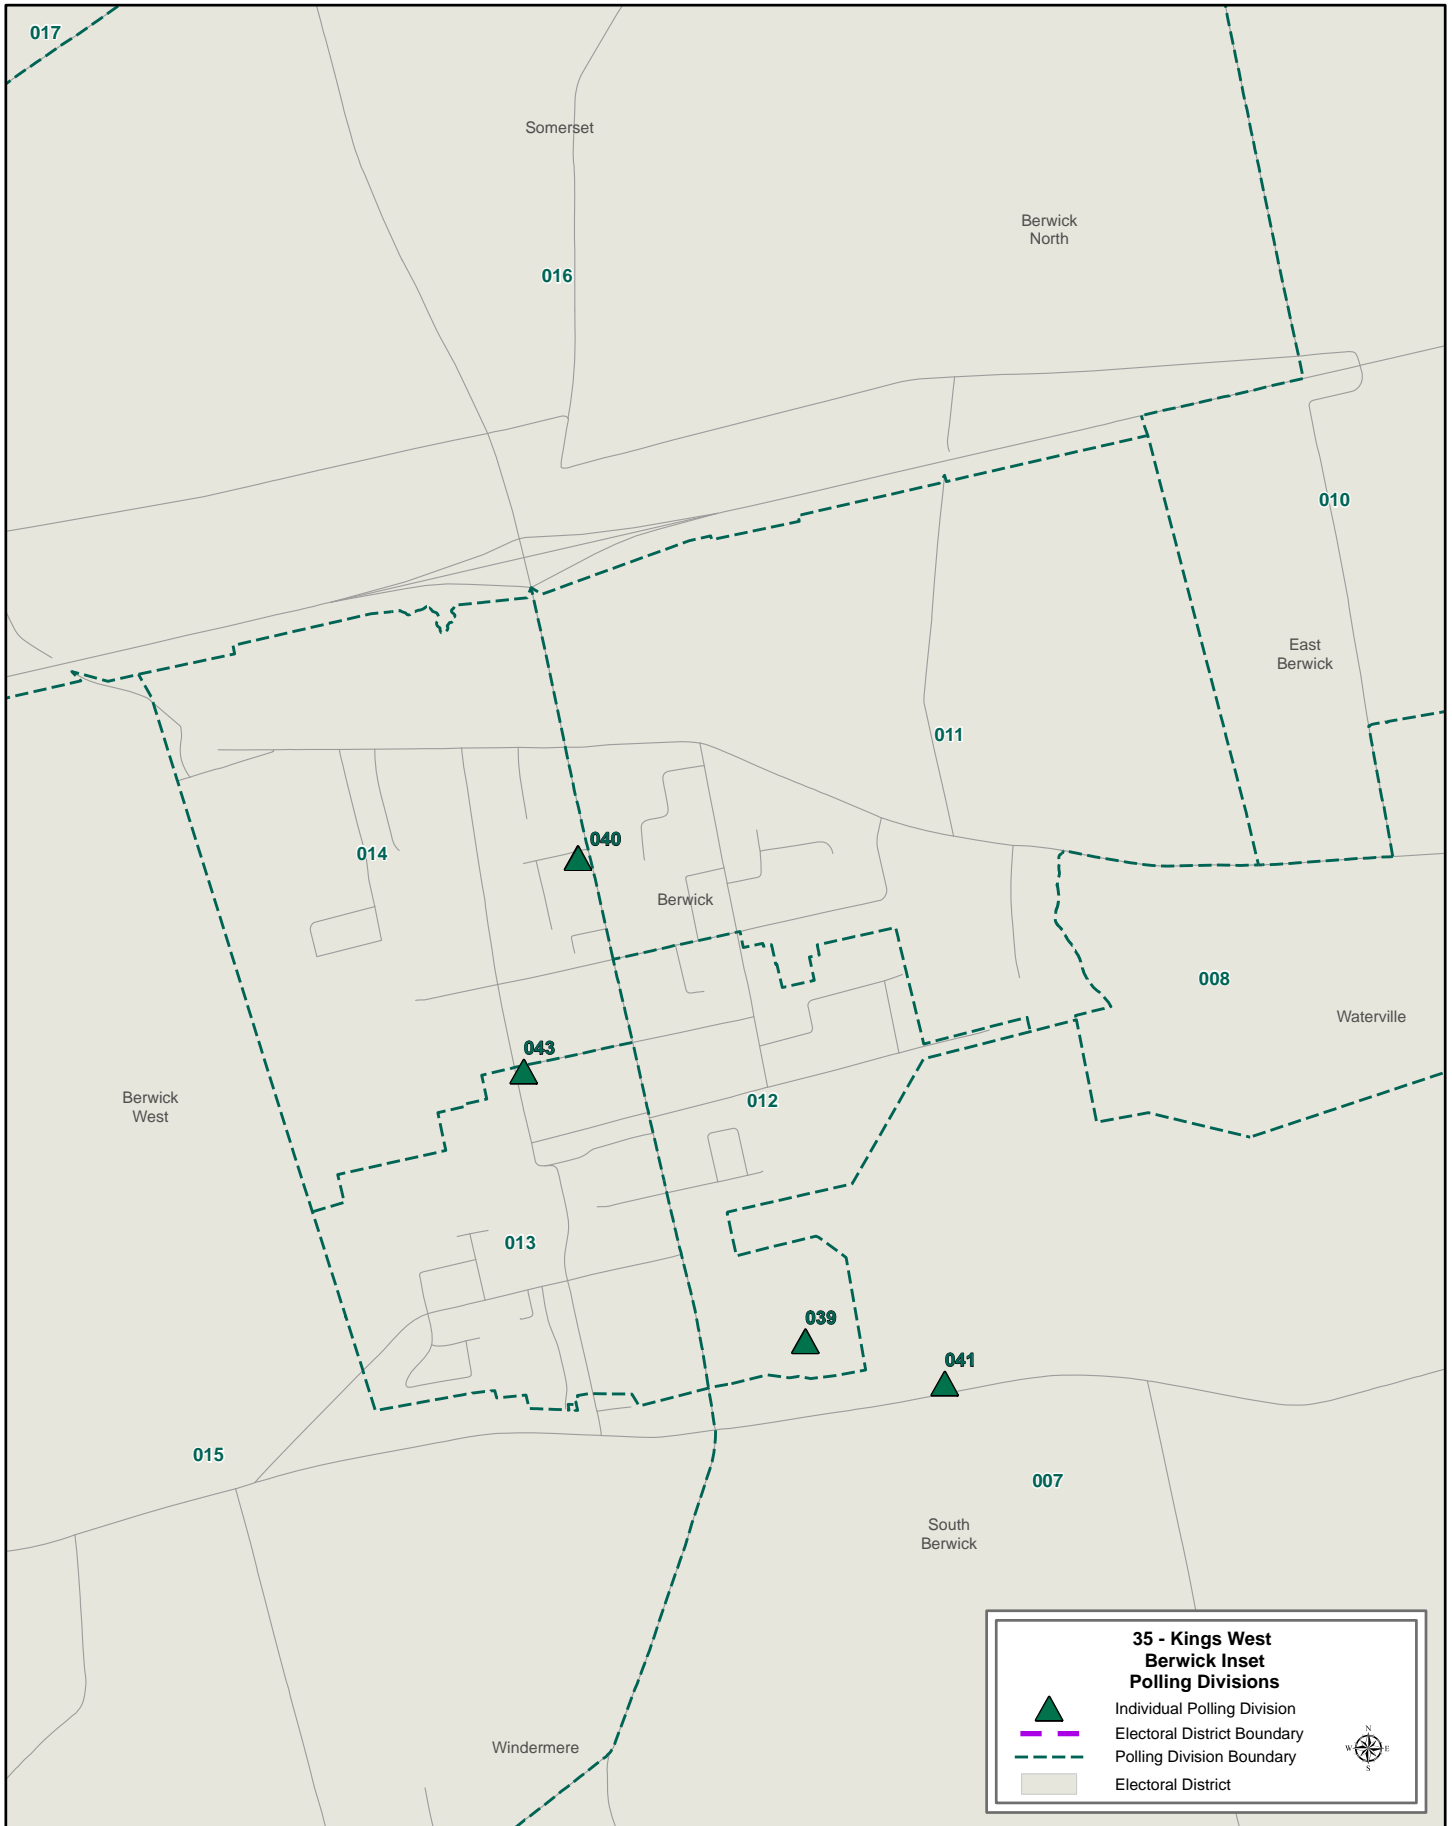 017
Somerset
Berwick
North
016
010
East
Berwick
011
040
014
Berwick
008
Waterville
043
Berwick
West
012
013
039
041
015
007
South
Berwick
Windermere
35 - Kings West
Berwick Inset
Polling Divisions
Individual Polling Division
Electoral District Boundary
Polling Division Boundary
Electoral District
N
W E
S